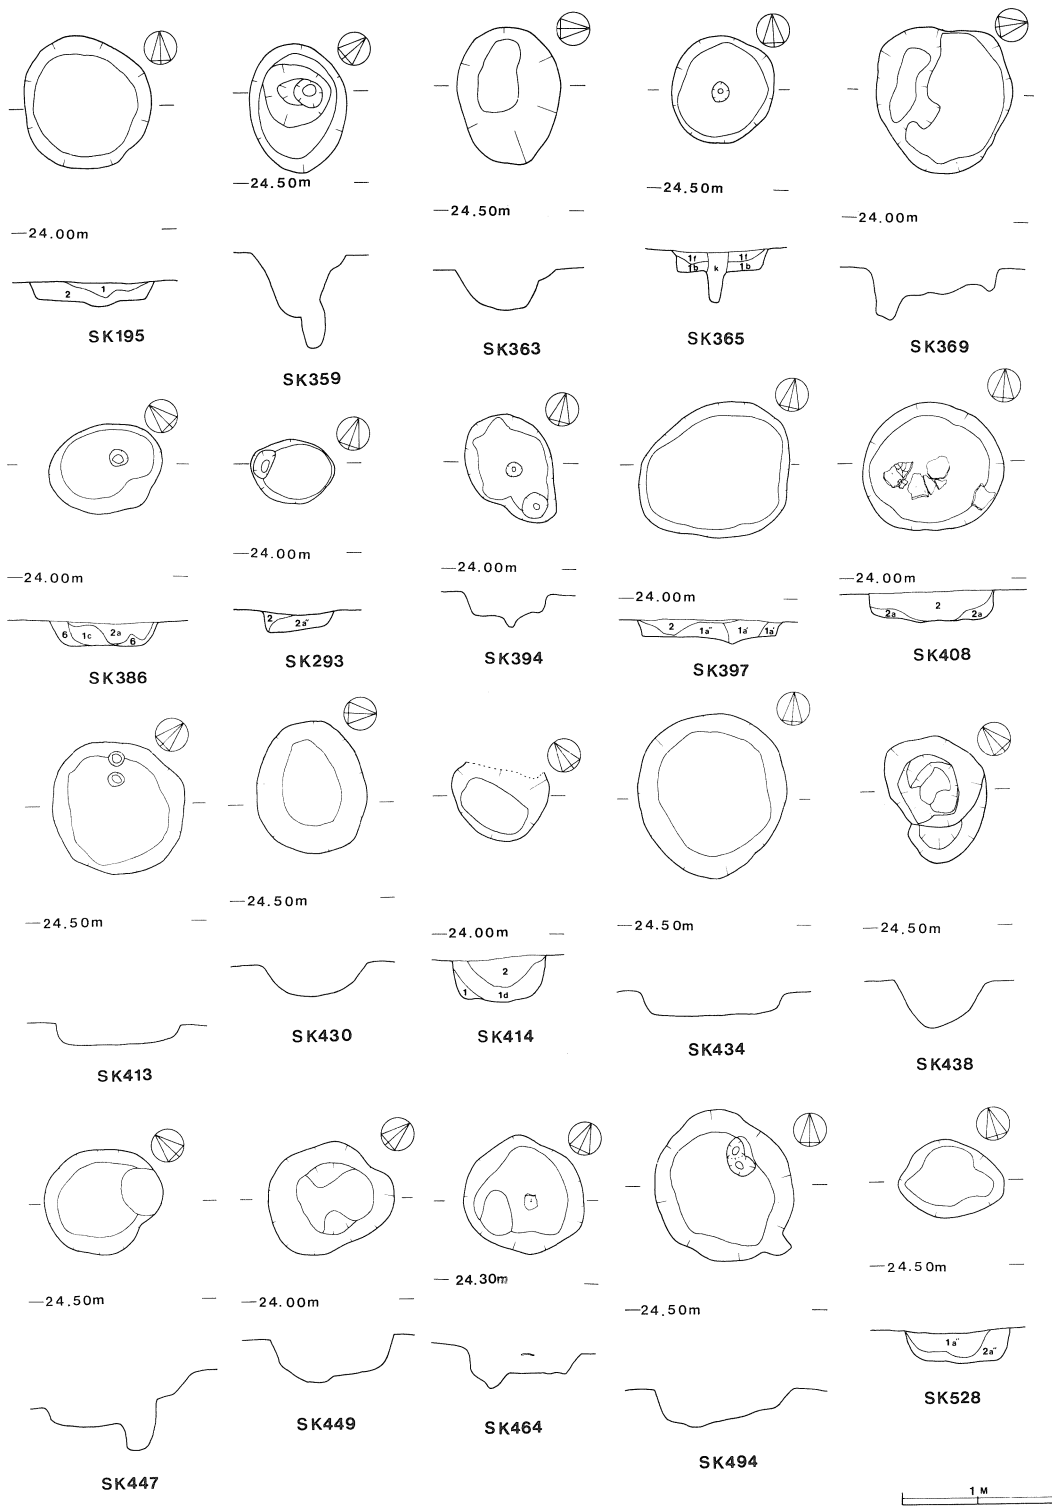 24.00m
2 1
SK195
24.50m
SK359
24.50m
SK363
24.50m
1f 1f
1b k 1b
SK365
24.00m
SK369
24.00m
6 1c 2a 6
SK386
24.00m
2 2a"
SK293
24.00m
SK394
24.00m
2 1a" 1a' 1a'
SK397
24.00m
2
2a 2a
SK408
24.50m
SK413
24.50m
SK430
24.00m
2
1 1d
SK414
24.50m
SK434
24.50m
SK438
24.50m
SK447
24.00m
SK449
24.30m
SK464
24.50m
SK494
24.50m
1a"
2a"
SK528
1 M